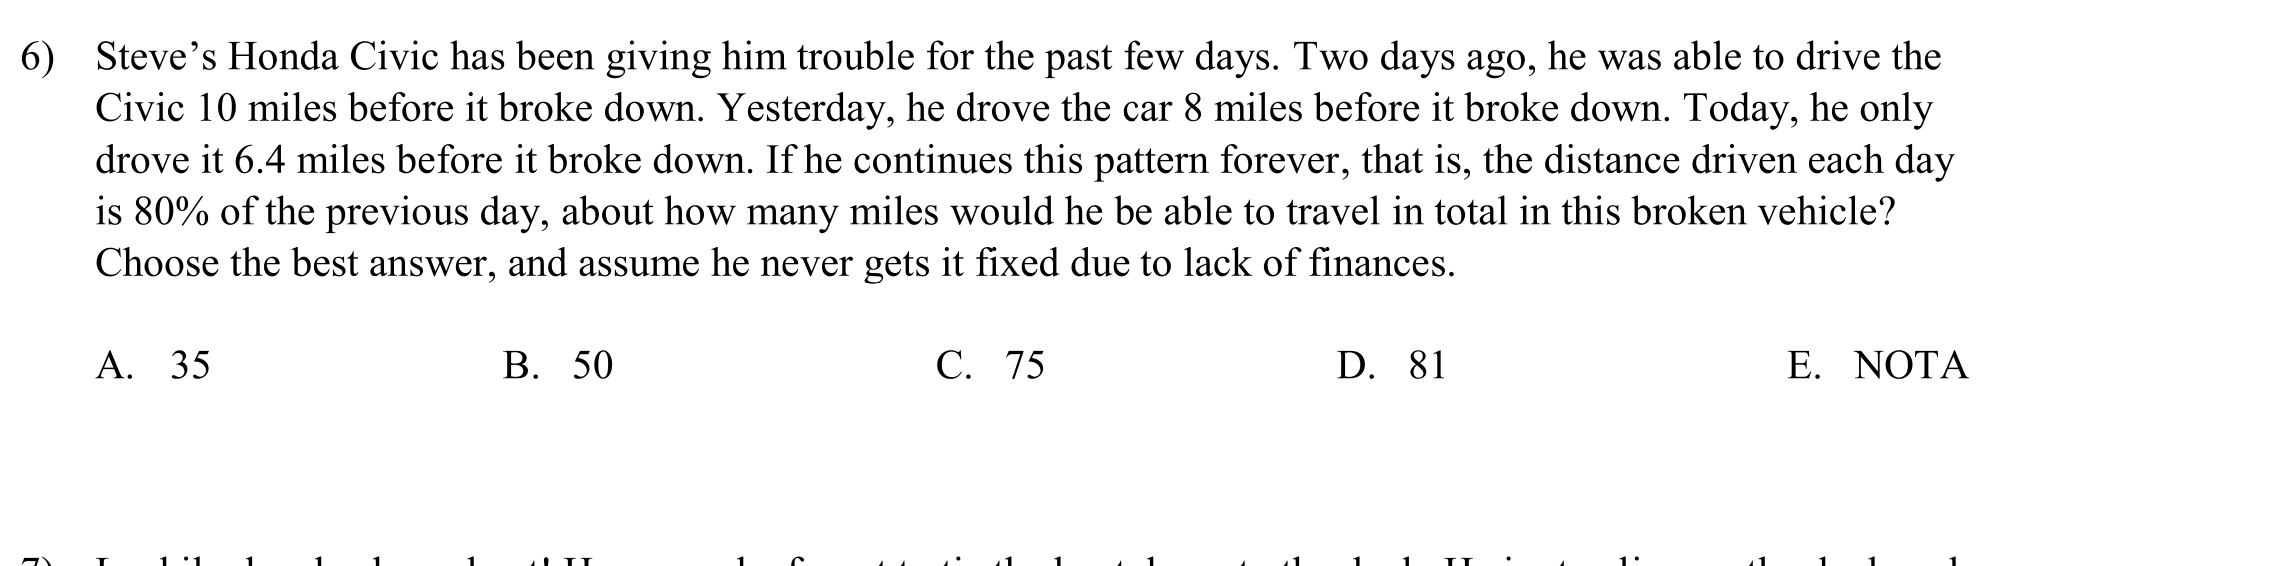 6) Steve’s Honda Civic has been giving him trouble for the past few days. Two days ago, he was able to drive the
Civic 10 miles before it broke down. Yesterday, he drove the car 8 miles before it broke down. Today, he only
drove it 6.4 miles before it broke down. If he continues this pattern forever, that is, the distance driven each day
is 80% of the previous day, about how many miles would he be able to travel in total in this broken vehicle?
Choose the best answer, and assume he never gets it fixed due to lack of finances.
A. 35 B. 50 C. 75 D. 81 E. NOTA